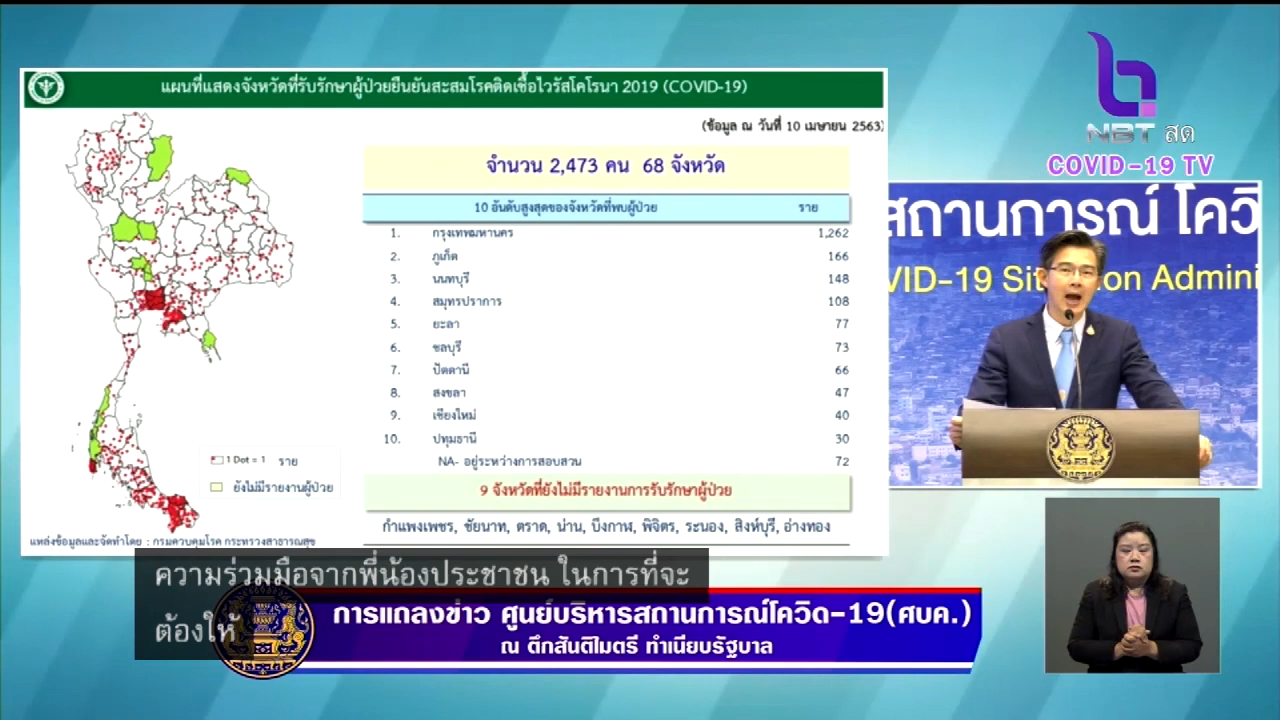 แผนที่แสดงจังหวัดที่รับรักษาผู้ป่วยยืนยันสะสมโรคติดเชื้อไวรัสโคโรนา 2019 (COVID-19)
(ข้อมูล ณ วันที่ 10 เมษายน 2563)
จำนวน 2,473 คน 68 จังหวัด
10 อันดับสูงสุดของจังหวัดที่พบผู้ป่วย ราย
1. กรุงเทพมหานคร 1,262
2. ภูเก็ต 166
3. นนทบุรี 148
4. สมุทรปราการ 108
5. ยะลา 77
6. ชลบุรี 73
7. ปัตตานี 66
8. สงขลา 47
9. เชียงใหม่ 40
10. ปทุมธานี 30
NA- อยู่ระหว่างการสอบสวน 72
9 จังหวัดที่ยังไม่มีรายงานการรับรักษาผู้ป่วย
กำแพงเพชร, ชัยนาท, ตราด, น่าน, บึงกาฬ, พิจิตร, ระนอง, สิงห์บุรี, อ่างทอง
1 Dot = 1 ราย
ยังไม่มีรายงานผู้ป่วย
แหล่งข้อมูลและจัดทำโดย : กรมควบคุมโรค กระทรวงสาธารณสุข
NBT สด
COVID-19 TV
สถานการณ์ โควิ
VID-19 Sit on Admini
ความร่วมมือจากพี่น้องประชาชน ในการที่จะ
ต้องให้
การแถลงข่าว ศูนย์บริหารสถานการณ์โควิด-19(ศบค.)
ณ ตึกสันติไมตรี ทำเนียบรัฐบาล